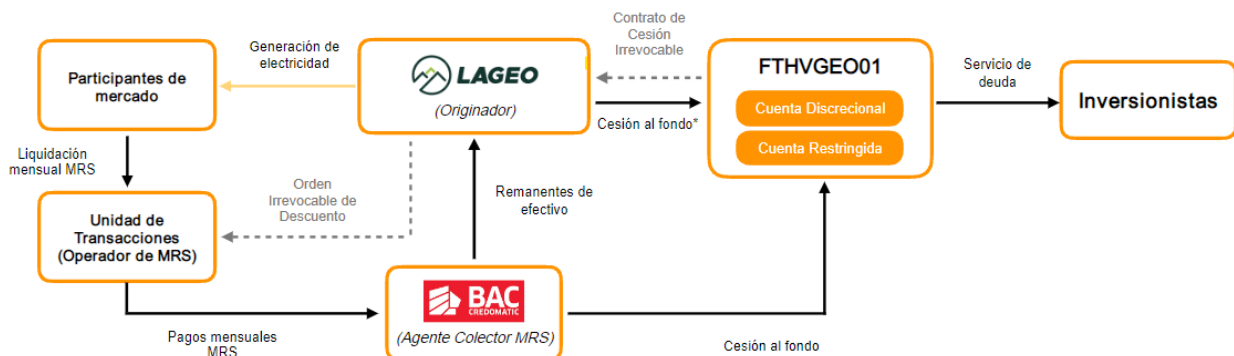 Contrato de
Cesión
Irrevocable
Generación de
electricidad
Participantes de
mercado
LAGEO
(Originador)
FTHVGEO01
Cuenta Discrecional
Cuenta Restringida
Servicio de
deuda
Inversionistas
Cesión al fondo*
Liquidación
mensual MRS
Orden
Irrevocable de
Descuento
Remanentes de
efectivo
Unidad de
Transacciones
(Operador de MRS)
BAC
CREDOMATIC
(Agente Colector MRS)
Pagos mensuales
MRS
Cesión al fondo